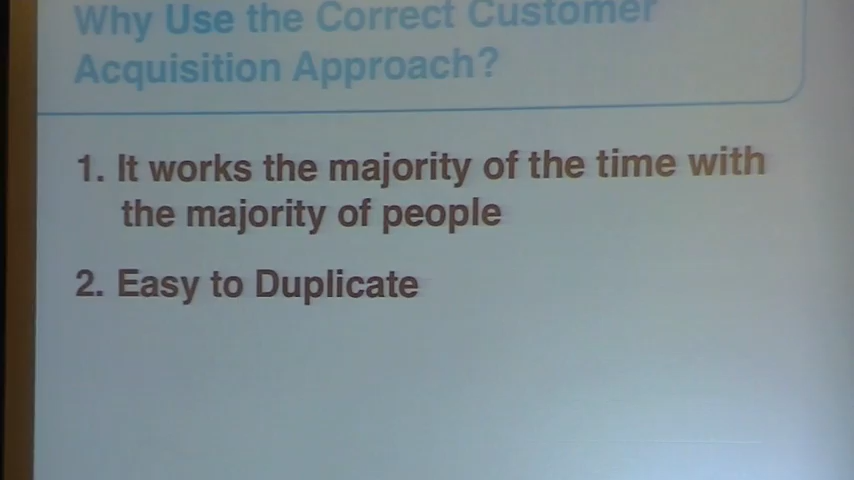 Why Use the Correct Customer
Acquisition Approach?
1. It works the majority of the time with
the majority of people
2. Easy to Duplicate